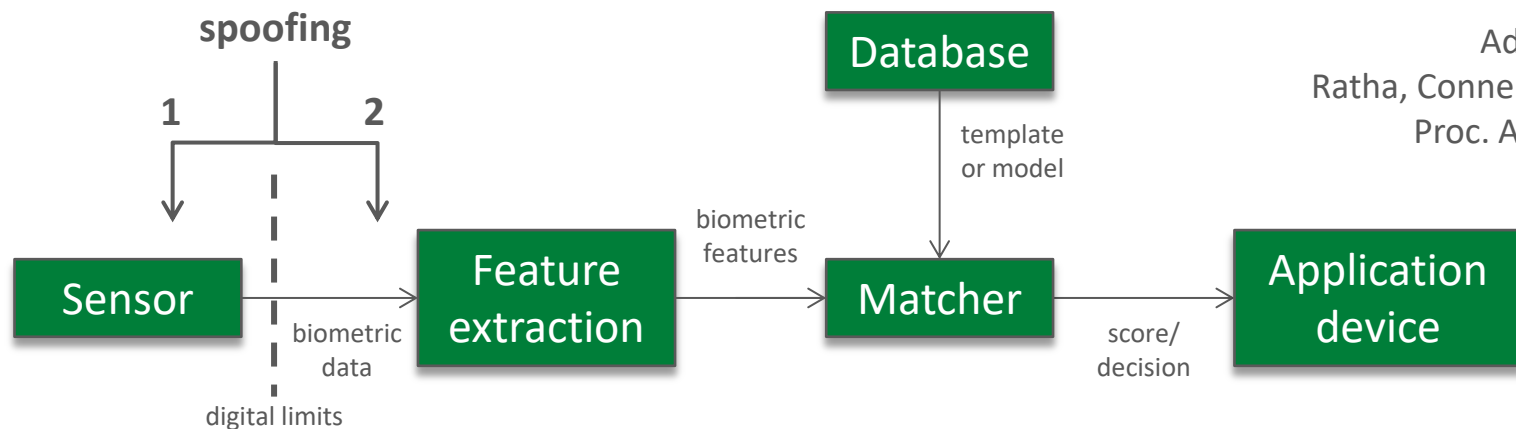 spoofing
1
2
Database
template
or model
Ratha,
Proc.
Sensor
biometric
data
digital limits
Feature
extraction
biometric
features
Matcher
score/
decision
Application
device